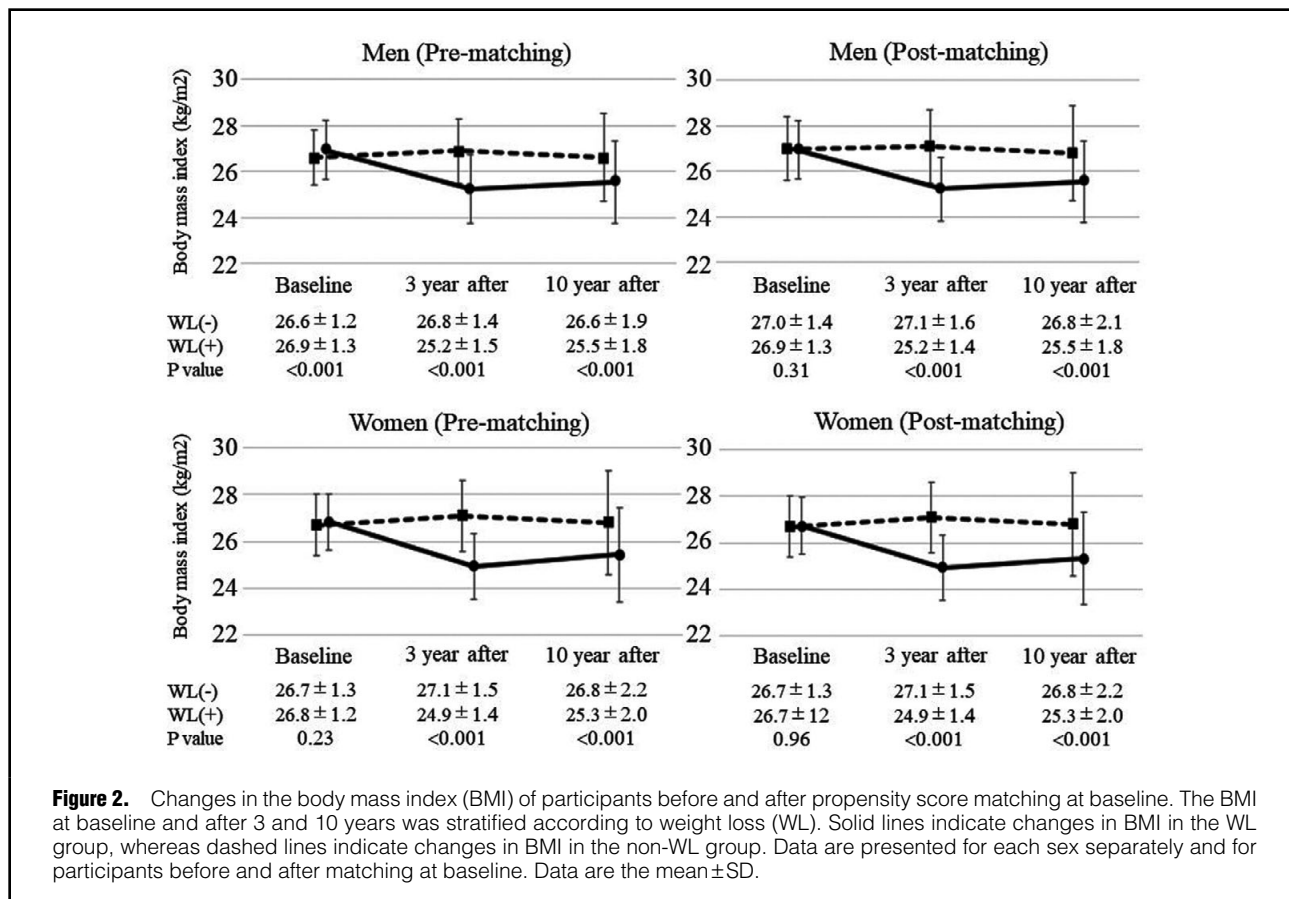 Men (Pre-matching)
Body mass index (kg/m2)
30
28
26
24
22
Baseline 3 year after 10 year after
WL(-) 26.6 ± 1.2 26.8 ± 1.4 26.6 ± 1.9
WL(+) 26.9 ± 1.3 25.2 ± 1.5 25.5 ± 1.8
P value <0.001 <0.001 <0.001
Men (Post-matching)
30
28
26
24
22
Baseline 3 year after 10 year after
27.0 ± 1.4 27.1 ± 1.6 26.8 ± 2.1
26.9 ± 1.3 25.2 ± 1.4 25.5 ± 1.8
0.31 <0.001 <0.001
Women (Pre-matching)
Body mass index (kg/m2)
30
28
26
24
22
Baseline 3 year after 10 year after
WL(-) 26.7 ± 1.3 27.1 ± 1.5 26.8 ± 2.2
WL(+) 26.8 ± 1.2 24.9 ± 1.4 25.3 ± 2.0
P value 0.23 <0.001 <0.001
Women (Post-matching)
30
28
26
24
22
Baseline 3 year after 10 year after
26.7 ± 1.3 27.1 ± 1.5 26.8 ± 2.2
26.7 ± 12 24.9 ± 1.4 25.3 ± 2.0
0.96 <0.001 <0.001
Figure 2. Changes in the body mass index (BMI) of participants before and after propensity score matching at baseline. The BMI
at baseline and after 3 and 10 years was stratified according to weight loss (WL). Solid lines indicate changes in BMI in the WL
group, whereas dashed lines indicate changes in BMI in the non-WL group. Data are presented for each sex separately and for
participants before and after matching at baseline. Data are the mean±SD.